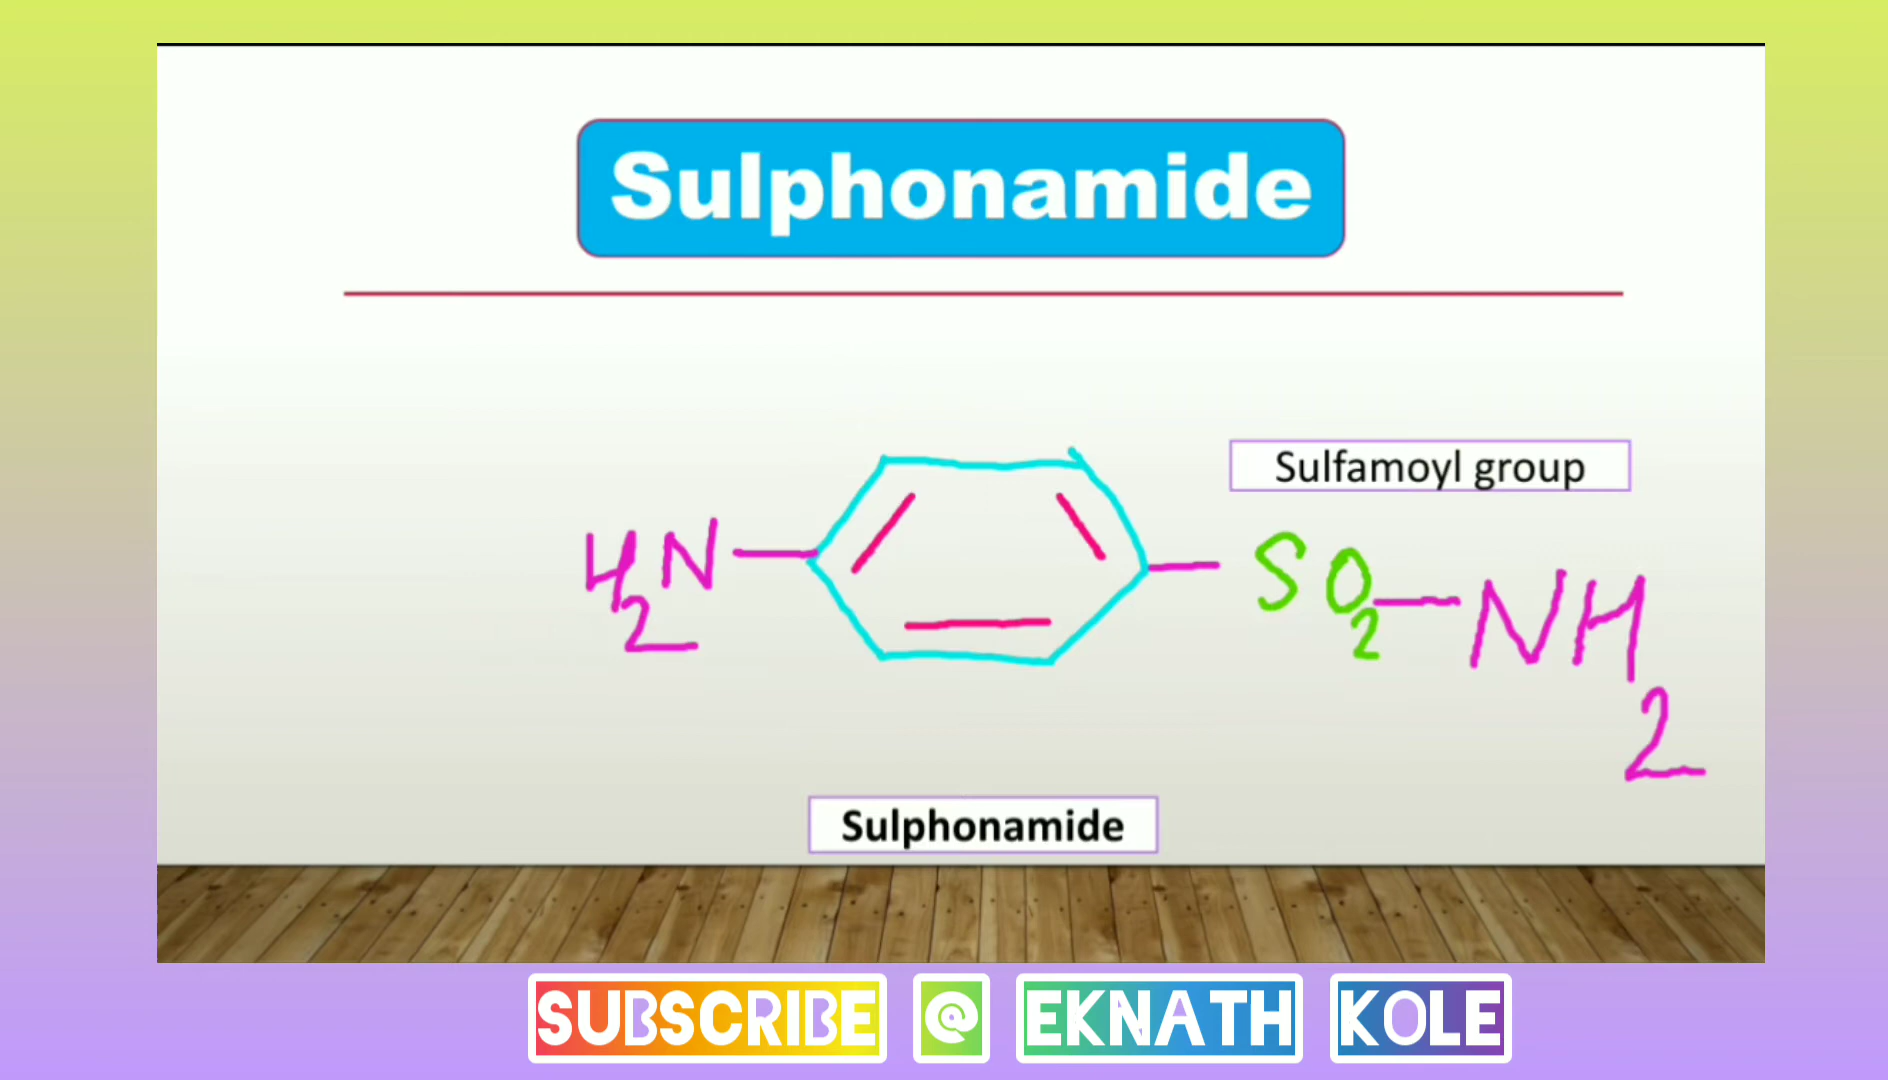 Sulphonamide
Sulfamoyl group
H2N
SO2-NH2
Sulphonamide
SUBSCRIBE @ EKNATH KOLE